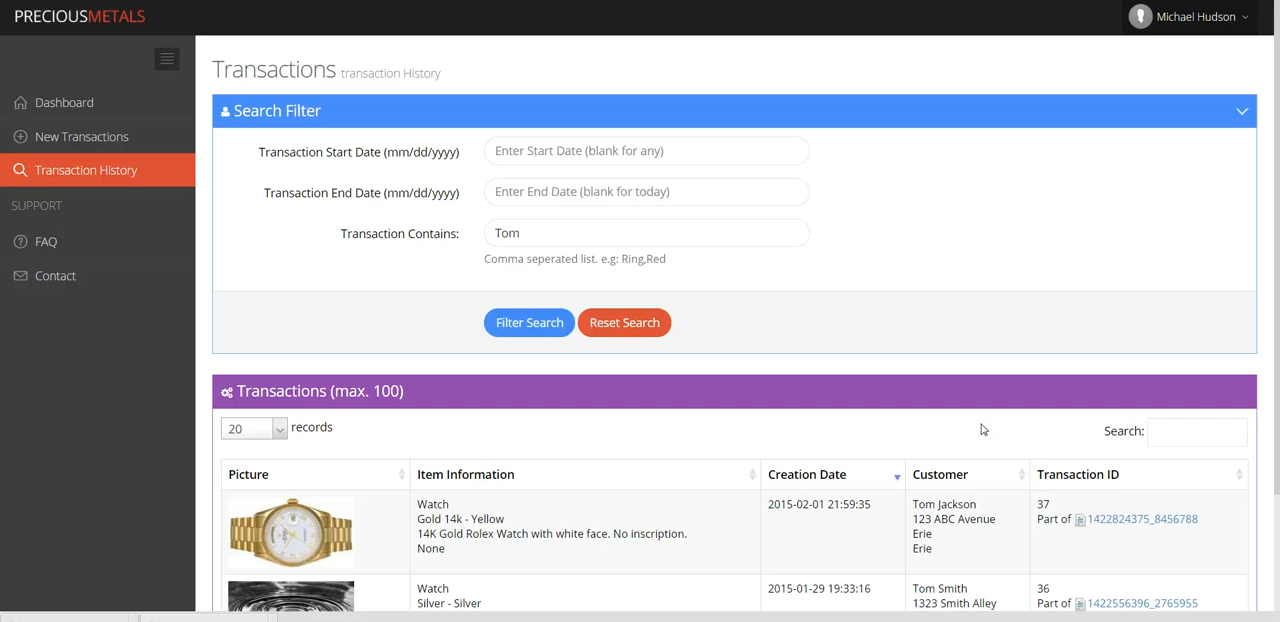 PRECIOUSMETALS
Michael Hudson
Dashboard
New Transactions
Transaction History
SUPPORT
FAQ
Contact
Transactions transaction History
Search Filter
Transaction Start Date (mm/dd/yyyy) Enter Start Date (blank for any)
Transaction End Date (mm/dd/yyyy) Enter End Date (blank for today)
Transaction Contains: Tom
Comma seperated list. e.g: Ring,Red
Filter Search Reset Search
Transactions (max. 100)
20 records Search:
Picture Item Information Creation Date Customer Transaction ID
Watch 2015-02-01 21:59:35 Tom Jackson 37
Gold 14k - Yellow 123 ABC Avenue Part of 1422824375_8456788
14K Gold Rolex Watch with white face. No inscription. Erie
None Erie
Watch 2015-01-29 19:33:16 Tom Smith 36
Silver - Silver 1323 Smith Alley Part of 1422556396_2765955